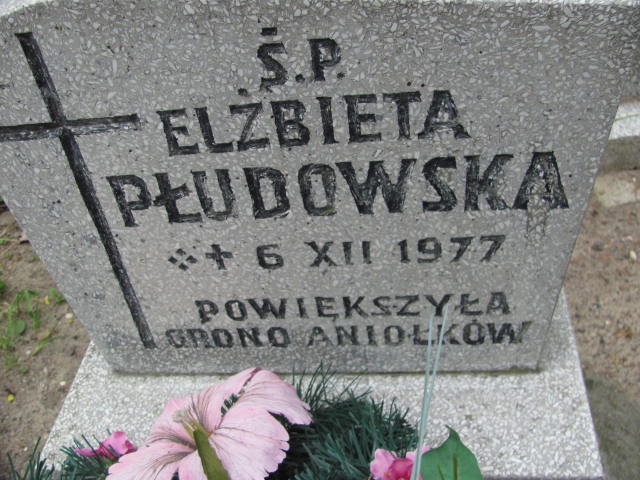 Ś.P.
ELŻBIETA
PŁUDOWSKA
* + 6 XII 1977
POWIĘKSZYŁA
GRONO ANIOŁKÓW